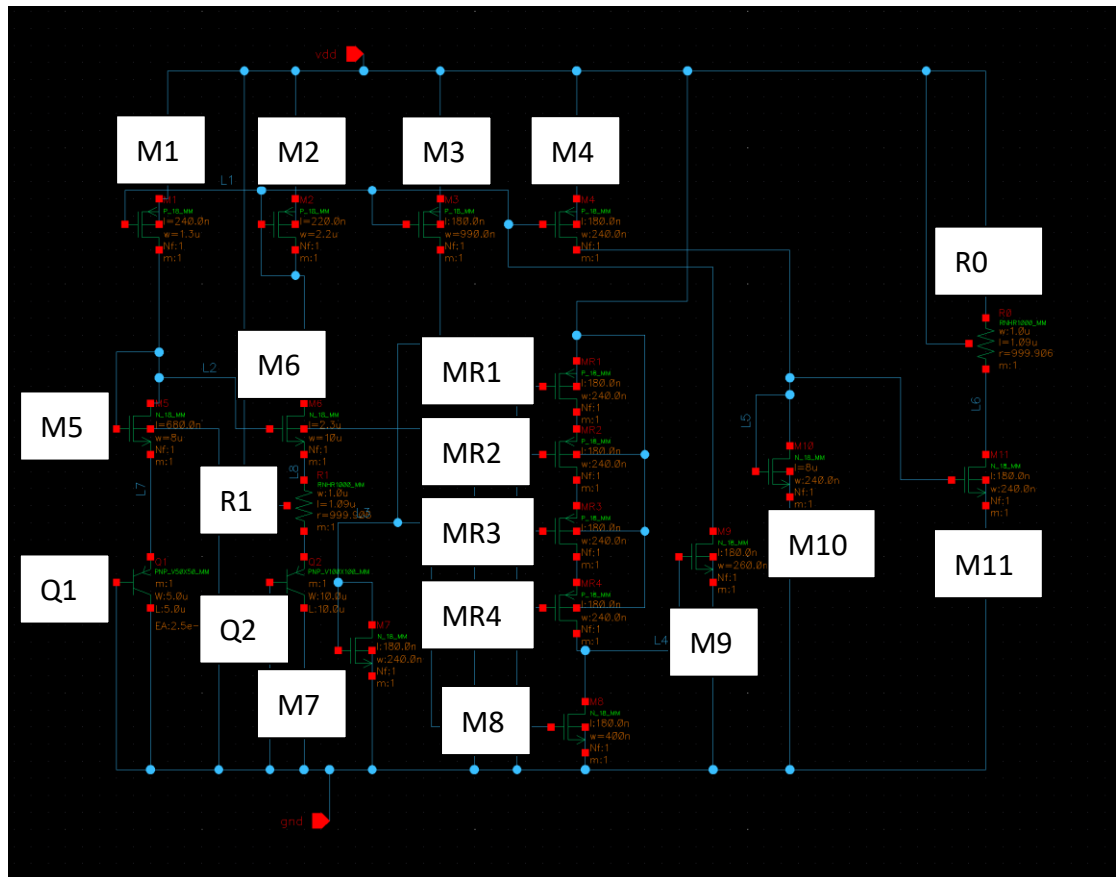 vdd
M1
M2
M3
M4
L1
M1
P_18_MM
l=240.0n
w=1.3u
Nf:1
m:1
M2
P_18_MM
l=220.0n
w=2.2u
Nf:1
m:1
M3
P_18_MM
l:180.0n
w=990.0n
Nf:1
m:1
M4
P_18_MM
l:180.0n
w:240.0n
Nf:1
m:1
R0
R0
RNHR1000_MM
w:1.0u
l=1.09u
r=999.906
m:1
L2
M6
MR1
MR1
P_18_MM
l:180.0n
w:240.0n
Nf:1
m:1
M5
M5
N_18_MM
l=680.0n
w=8u
Nf:1
m:1
M6
N_18_MM
l=2.3u
w=10u
Nf:1
m:1
MR2
MR2
P_18_MM
l:180.0n
w:240.0n
Nf:1
m:1
L5
L6
M10
N_18_MM
l=8u
w:240.0n
Nf:1
m:1
M11
N_18_MM
l:180.0n
w:240.0n
Nf:1
m:1
L7
L8
R1
R1
RNHR1000_MM
w:1.0u
l=1.09u
r=999.906
m:1
L3
MR3
MR3
P_18_MM
l:180.0n
w:240.0n
Nf:1
m:1
M9
N_18_MM
l:180.0n
w=260.0n
Nf:1
m:1
M10
M11
Q1
Q1
PNP_V50X50_MM
m:1
W:5.0u
L:5.0u
EA:2.5e-
Q2
Q2
PNP_V100X100_MM
m:1
W:10.0u
L:10.0u
MR4
MR4
P_18_MM
l:180.0n
w:240.0n
Nf:1
m:1
M7
N_18_MM
l:180.0n
w:240.0n
Nf:1
m:1
L4
M9
M7
M8
M8
N_18_MM
l:180.0n
w=400n
Nf:1
m:1
gnd